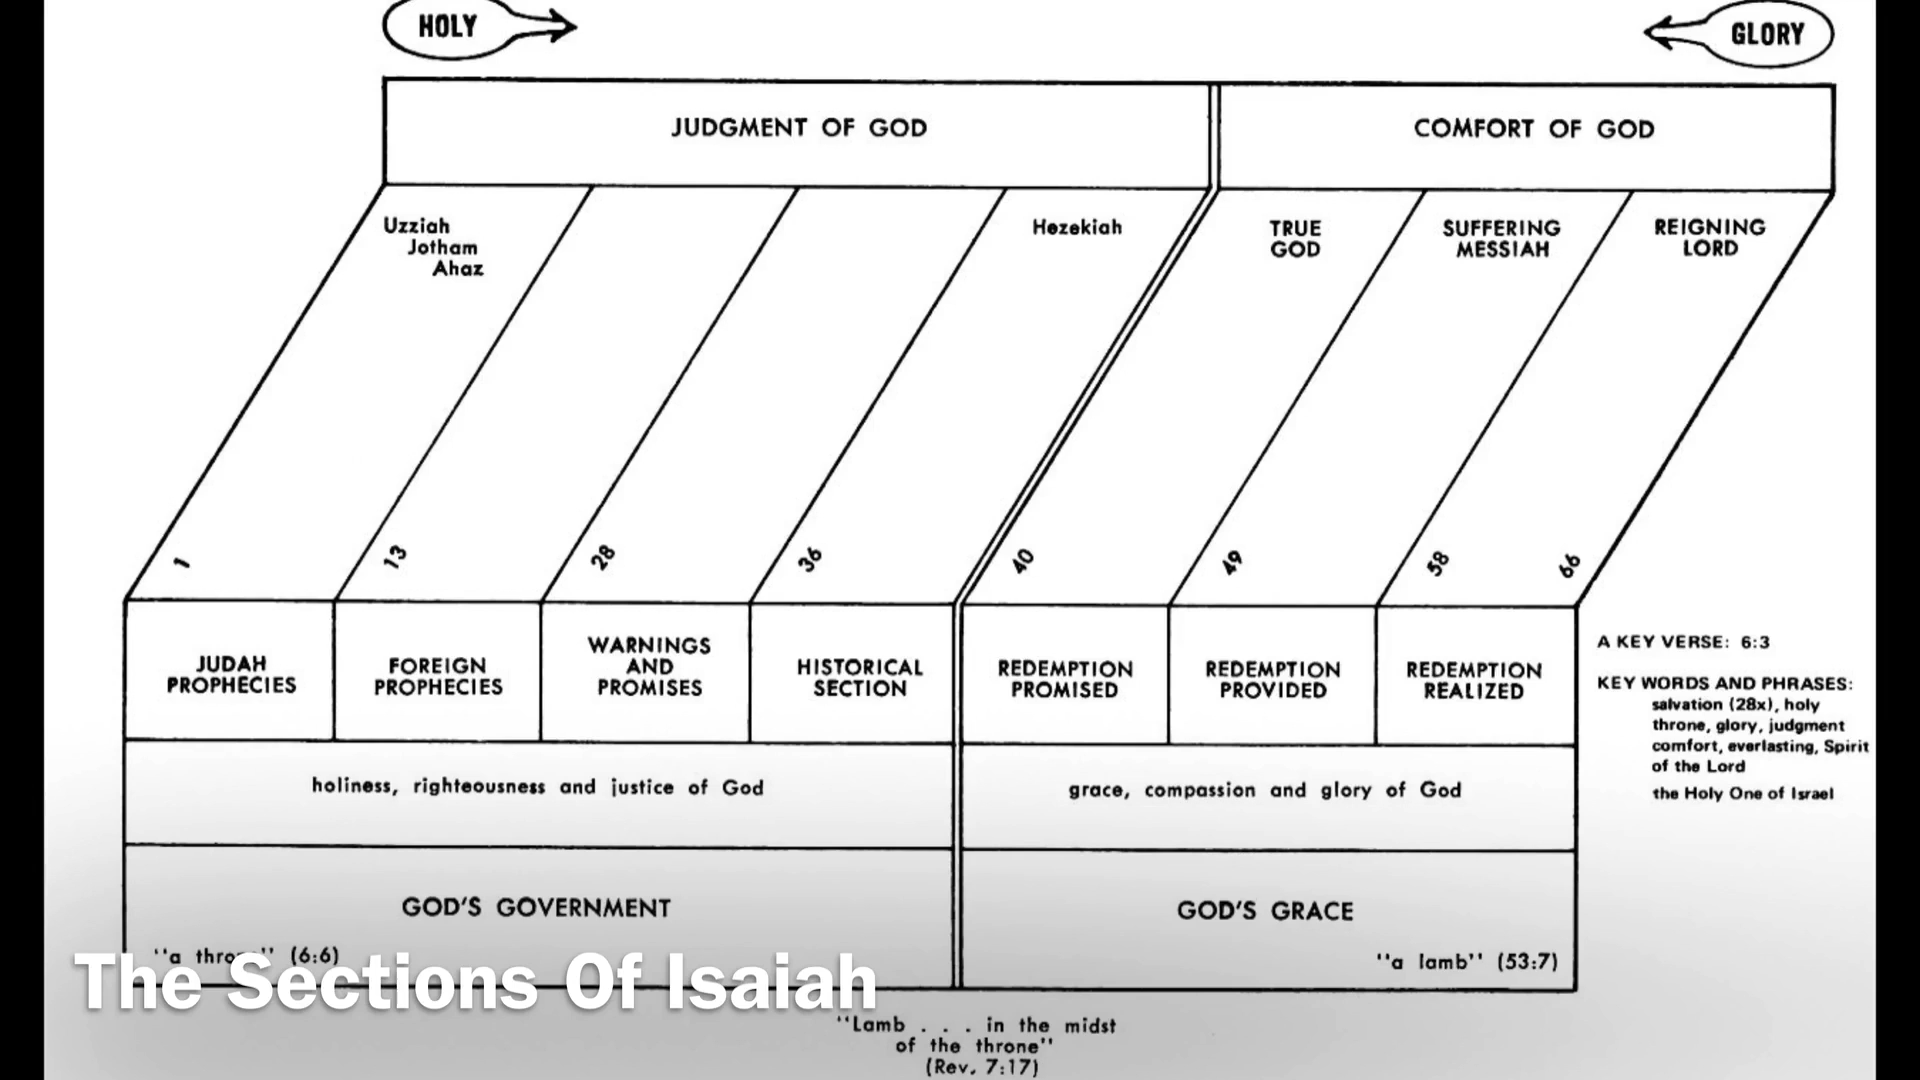 HOLY
GLORY
JUDGMENT OF GOD
COMFORT OF GOD
Uzziah
Jotham
Ahaz
Hezekiah
TRUE
GOD
SUFFERING
MESSIAH
REIGNING
LORD
1
13
28
36
40
49
58
66
JUDAH
PROPHECIES
FOREIGN
PROPHECIES
WARNINGS
AND
PROMISES
HISTORICAL
SECTION
REDEMPTION
PROMISED
REDEMPTION
PROVIDED
REDEMPTION
REALIZED
A KEY VERSE: 6:3
KEY WORDS AND PHRASES:
salvation (28x), holy
throne, glory, judgment
comfort, everlasting, Spirit
of the Lord
the Holy One of Israel
holiness, righteousness and justice of God
grace, compassion and glory of God
GOD'S GOVERNMENT
GOD'S GRACE
"a throne" (6:6)
"a lamb" (53:7)
The Sections Of Isaiah
"Lamb . . . in the midst
of the throne"
(Rev. 7:17)